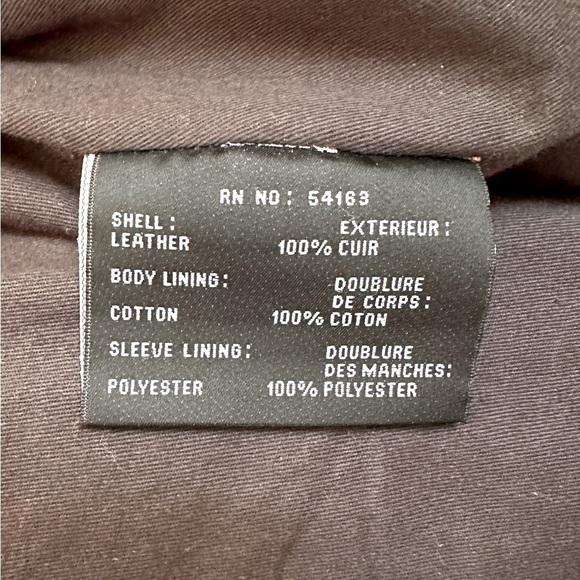 RN NO: 54163
SHELL: EXTERIEUR:
LEATHER 100% CUIR
BODY LINING: DOUBLURE
DE CORPS:
COTTON 100% COTON
SLEEVE LINING: DOUBLURE
DES MANCHES:
POLYESTER 100% POLYESTER